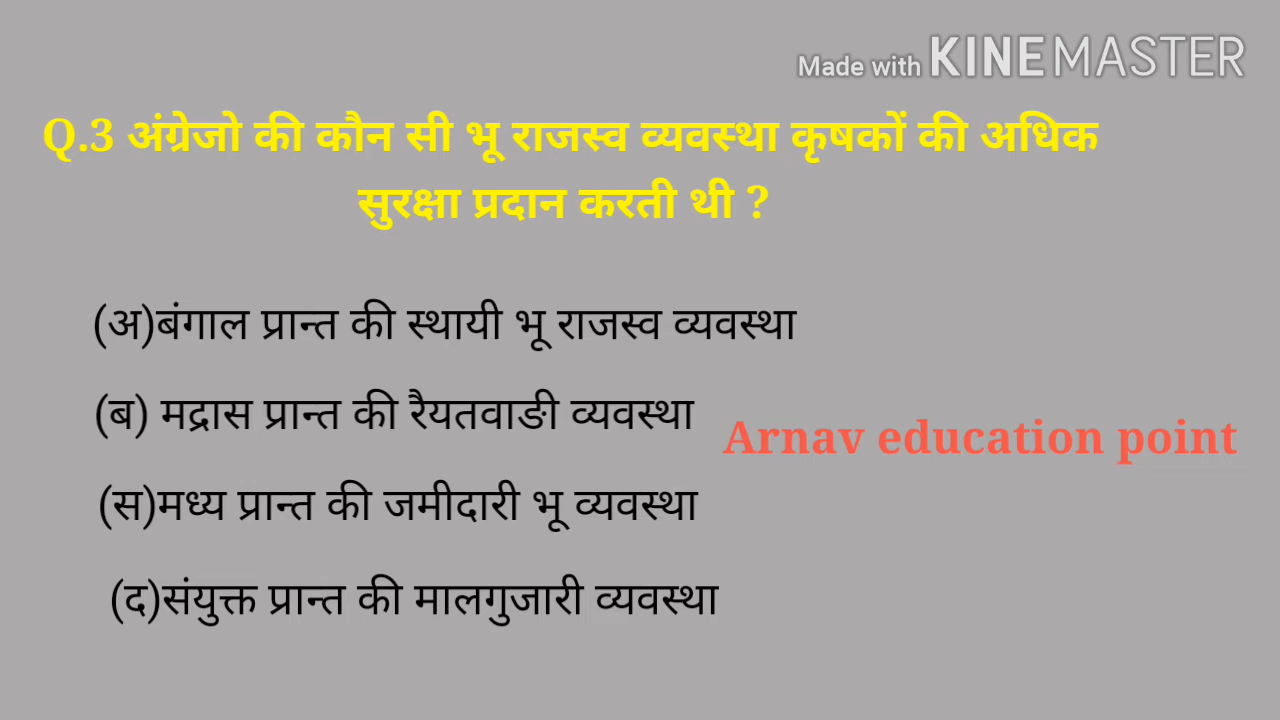 Made with KINEMASTER
Q.3 अंग्रेजो की कौन सी भू राजस्व व्यवस्था कृषकों की अधिक
सुरक्षा प्रदान करती थी ?
(अ)बंगाल प्रान्त की स्थायी भू राजस्व व्यवस्था
(ब) मद्रास प्रान्त की रैयतवाङी व्यवस्था
Arnav education point
(स)मध्य प्रान्त की जमीदारी भू व्यवस्था
(द)संयुक्त प्रान्त की मालगुजारी व्यवस्था